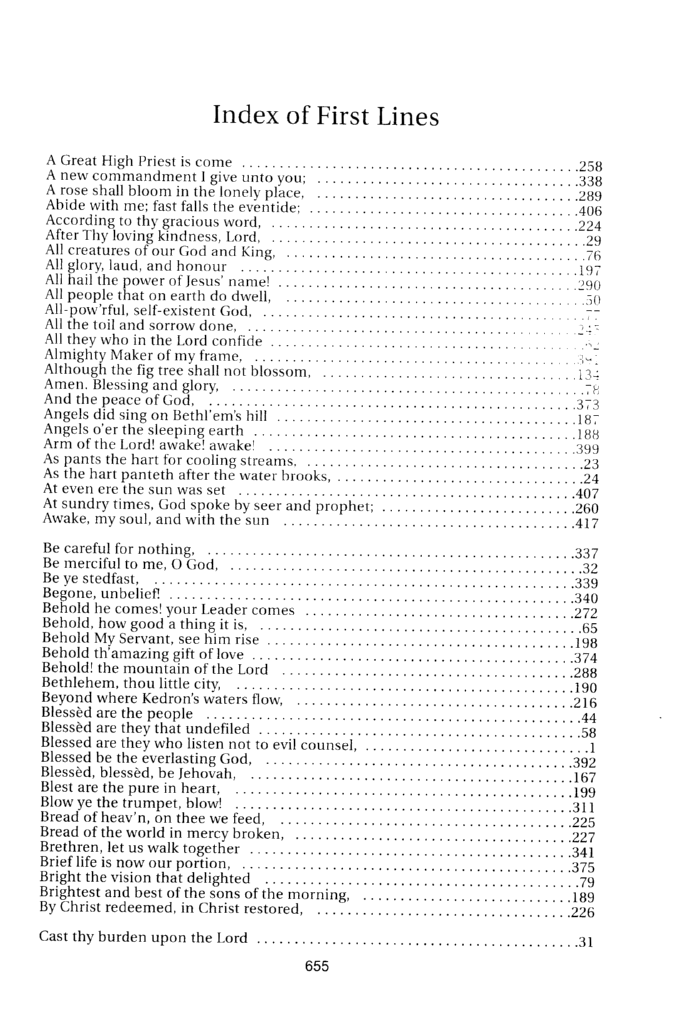 Index of First Lines
A Great High Priest is come ........................................258
A new commandment I give unto you; ........................................338
A rose shall bloom in the lonely place, ........................................289
Abide with me; fast falls the eventide; ........................................406
According to thy gracious word, ........................................224
After Thy loving kindness, Lord, ........................................29
All creatures of our God and King, ........................................76
All glory, laud, and honour ........................................197
All hail the power of Jesus' name! ........................................290
All people that on earth do dwell, ........................................50
All-pow'rful, self-existent God, ........................................77
All the toil and sorrow done, ........................................
All they who in the Lord confide ........................................
Almighty Maker of my frame, ........................................
Although the fig tree shall not blossom, ........................................134
Amen. Blessing and glory, ........................................78
And the peace of God, ........................................373
Angels did sing on Bethl'em's hill ........................................187
Angels o'er the sleeping earth ........................................188
Arm of the Lord! awake! awake! ........................................399
As pants the hart for cooling streams, ........................................23
As the hart panteth after the water brooks, ........................................24
At even ere the sun was set ........................................407
At sundry times, God spoke by seer and prophet; ........................................260
Awake, my soul, and with the sun ........................................417
Be careful for nothing, ........................................337
Be merciful to me, O God, ........................................32
Be ye stedfast, ........................................339
Begone, unbelief! ........................................340
Behold he comes! your Leader comes ........................................272
Behold, how good a thing it is, ........................................65
Behold My Servant, see him rise ........................................198
Behold th'amazing gift of love ........................................374
Behold! the mountain of the Lord ........................................288
Bethlehem, thou little city, ........................................190
Beyond where Kedron's waters flow, ........................................216
Blessèd are the people ........................................44
Blessèd are they that undefiled ........................................58
Blessed are they who listen not to evil counsel, ........................................1
Blessed be the everlasting God, ........................................392
Blessèd, blessèd, be Jehovah, ........................................167
Blest are the pure in heart, ........................................199
Blow ye the trumpet, blow! ........................................311
Bread of heav'n, on thee we feed, ........................................225
Bread of the world in mercy broken, ........................................227
Brethren, let us walk together ........................................341
Brief life is now our portion, ........................................375
Bright the vision that delighted ........................................79
Brightest and best of the sons of the morning, ........................................189
By Christ redeemed, in Christ restored, ........................................226
Cast thy burden upon the Lord ........................................31
655